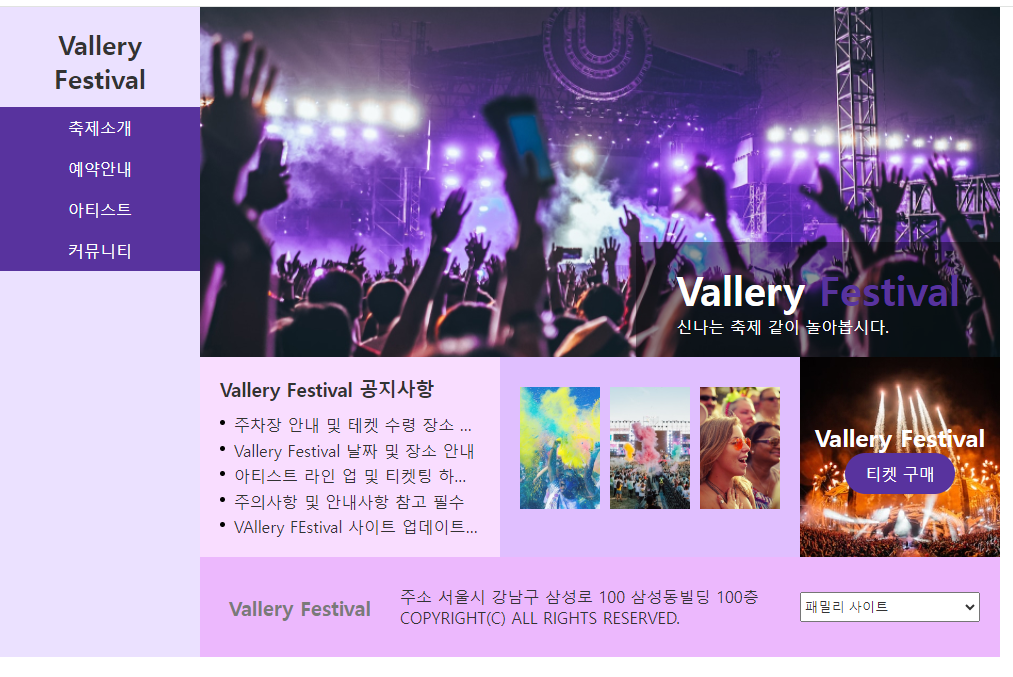 Vallery
Festival
축제소개
예약안내
아티스트
커뮤니티
Vallery Festival
신나는 축제 같이 놀아봅시다.
Vallery Festival 공지사항
주차장 안내 및 테켓 수령 장소 ...
Vallery Festival 날짜 및 장소 안내
아티스트 라인 업 및 티켓팅 하...
주의사항 및 안내사항 참고 필수
VAllery FEstival 사이트 업데이트...
Vallery Festival
티켓 구매
Vallery Festival
주소 서울시 강남구 삼성로 100 삼성동빌딩 100층
COPYRIGHT(C) ALL RIGHTS RESERVED.
패밀리 사이트